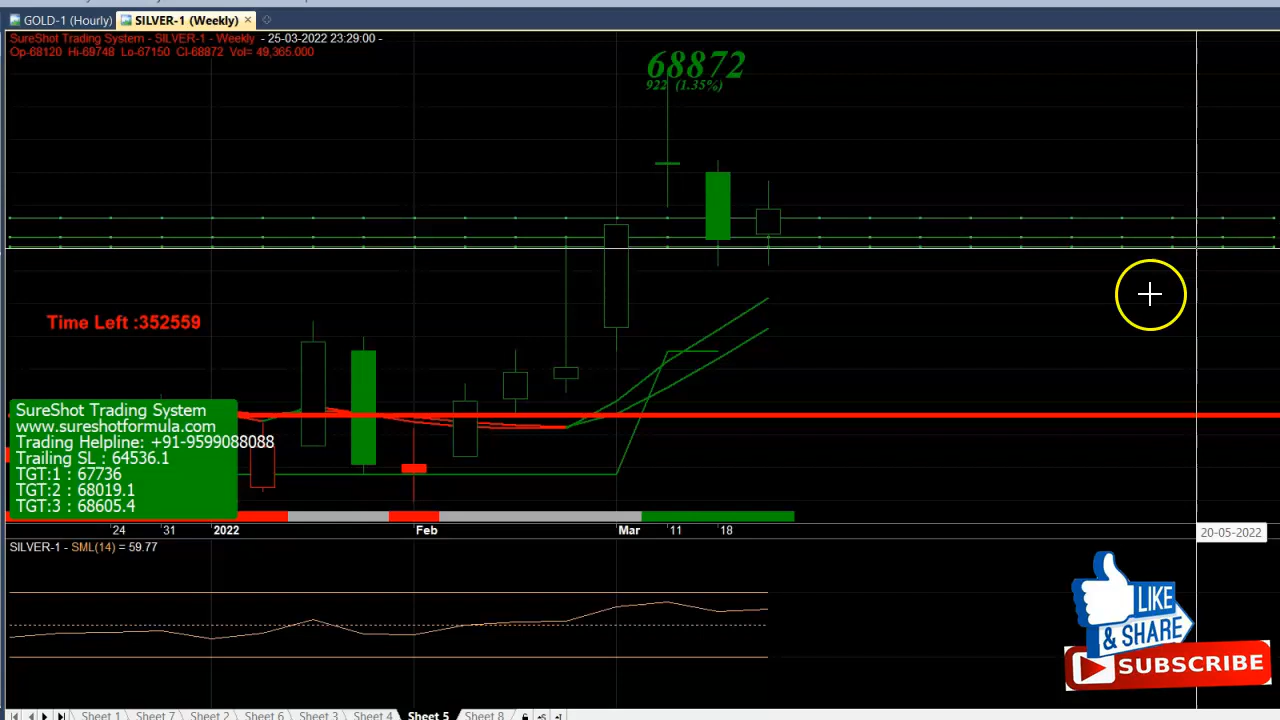 GOLD-1 (Hourly) SILVER-1 (Weekly)
SureShot Trading System - SILVER-1 - Weekly - 25-03-2022 23:29:00 -
Op-68120 Hi-69748 Lo-67150 Cl-68872 Vol= 49,365.000
68872
922 (1.35%)
Time Left :352559
SureShot Trading System
www.sureshotformula.com
Trading Helpline: +91-9599088088
Trailing SL : 64536.1
TGT:1 : 67736
TGT:2 : 68019.1
TGT:3 : 68605.4
24 31 2022 Feb Mar 11 18 20-05-2022
SILVER-1 - SML(14) = 59.77
LIKE
& SHARE
SUBSCRIBE
Sheet 1 Sheet 7 Sheet 2 Sheet 6 Sheet 3 Sheet 4 Sheet 5 Sheet 8